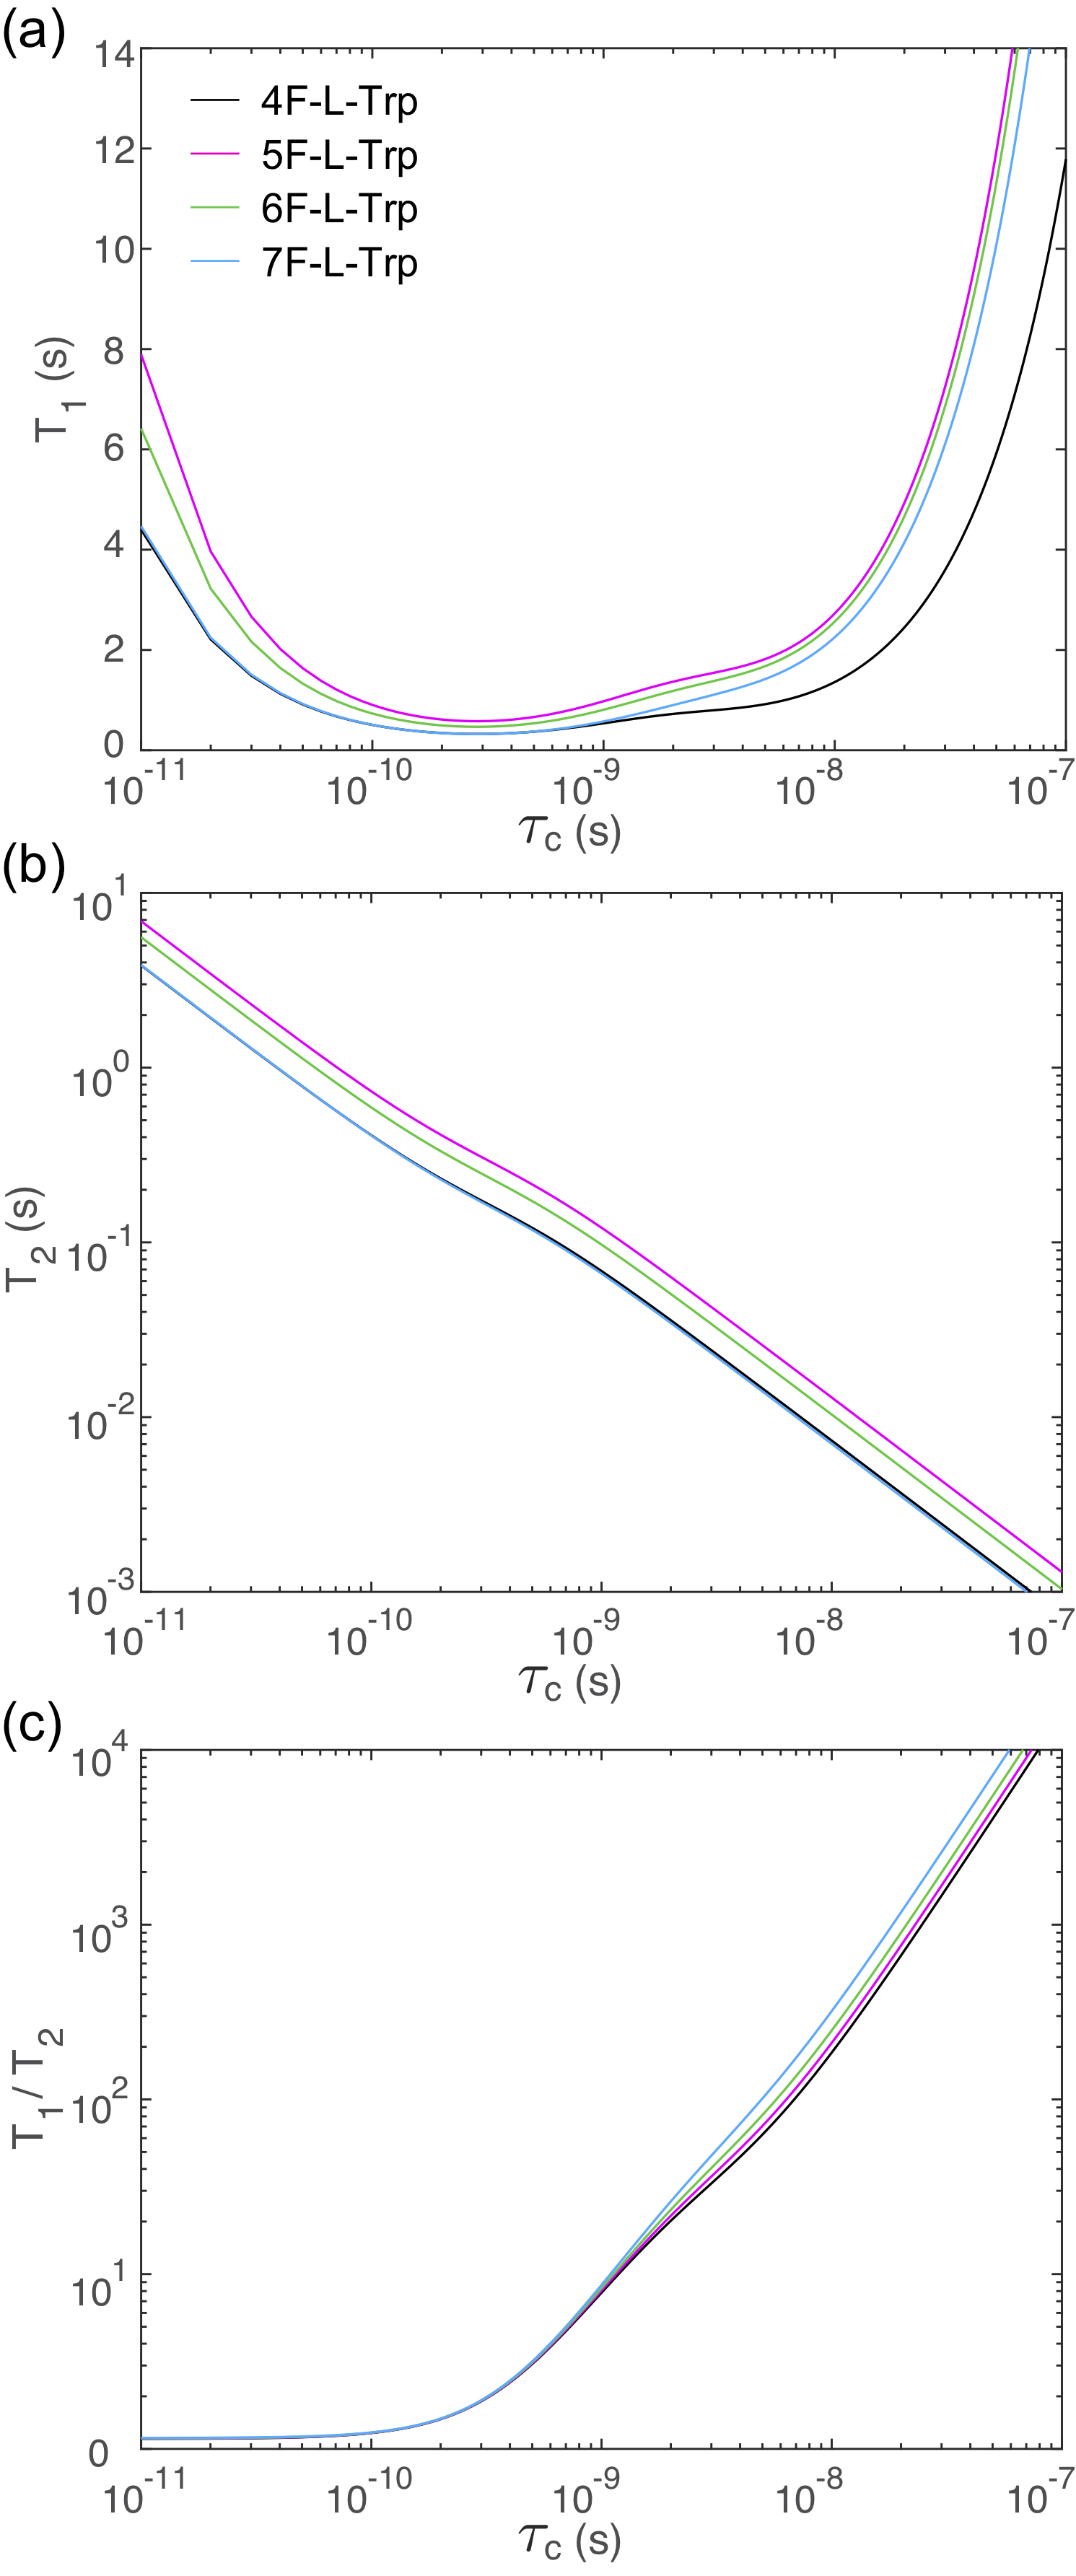 (a)
14
12
10
8
6
4
2
0
T₁ (s)
4F-L-Trp
5F-L-Trp
6F-L-Trp
7F-L-Trp
10⁻¹¹ 10⁻¹⁰ 10⁻⁹ 10⁻⁸ 10⁻⁷
τc (s)
(b)
10¹
10⁰
10⁻¹
10⁻²
10⁻³
T₂ (s)
10⁻¹¹ 10⁻¹⁰ 10⁻⁹ 10⁻⁸ 10⁻⁷
τc (s)
(c)
10⁴
10³
10²
10¹
0
T₁/T₂
10⁻¹¹ 10⁻¹⁰ 10⁻⁹ 10⁻⁸ 10⁻⁷
τc (s)